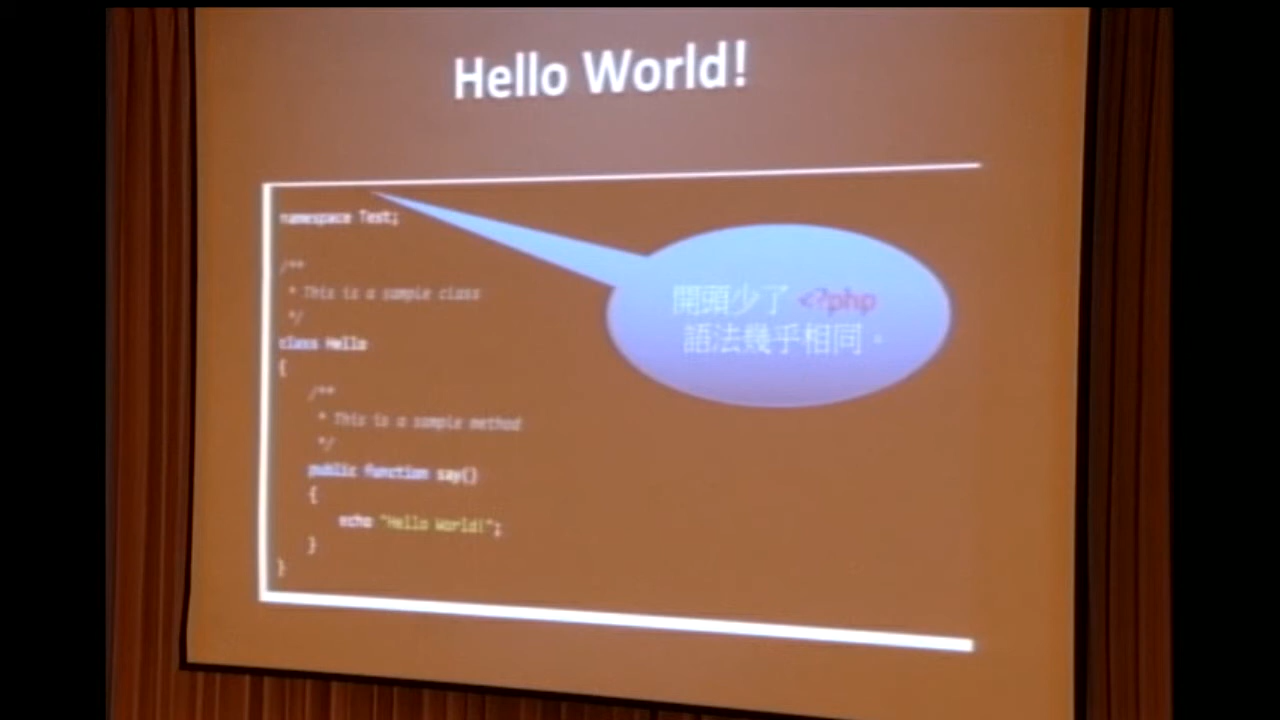 Hello World!
namespace Test;
/**
* This is a sample class
*/
class Hello
{
/**
* This is a sample method
*/
public function say()
{
echo "Hello World!";
}
}
開頭少了 <?php
語法幾乎相同。